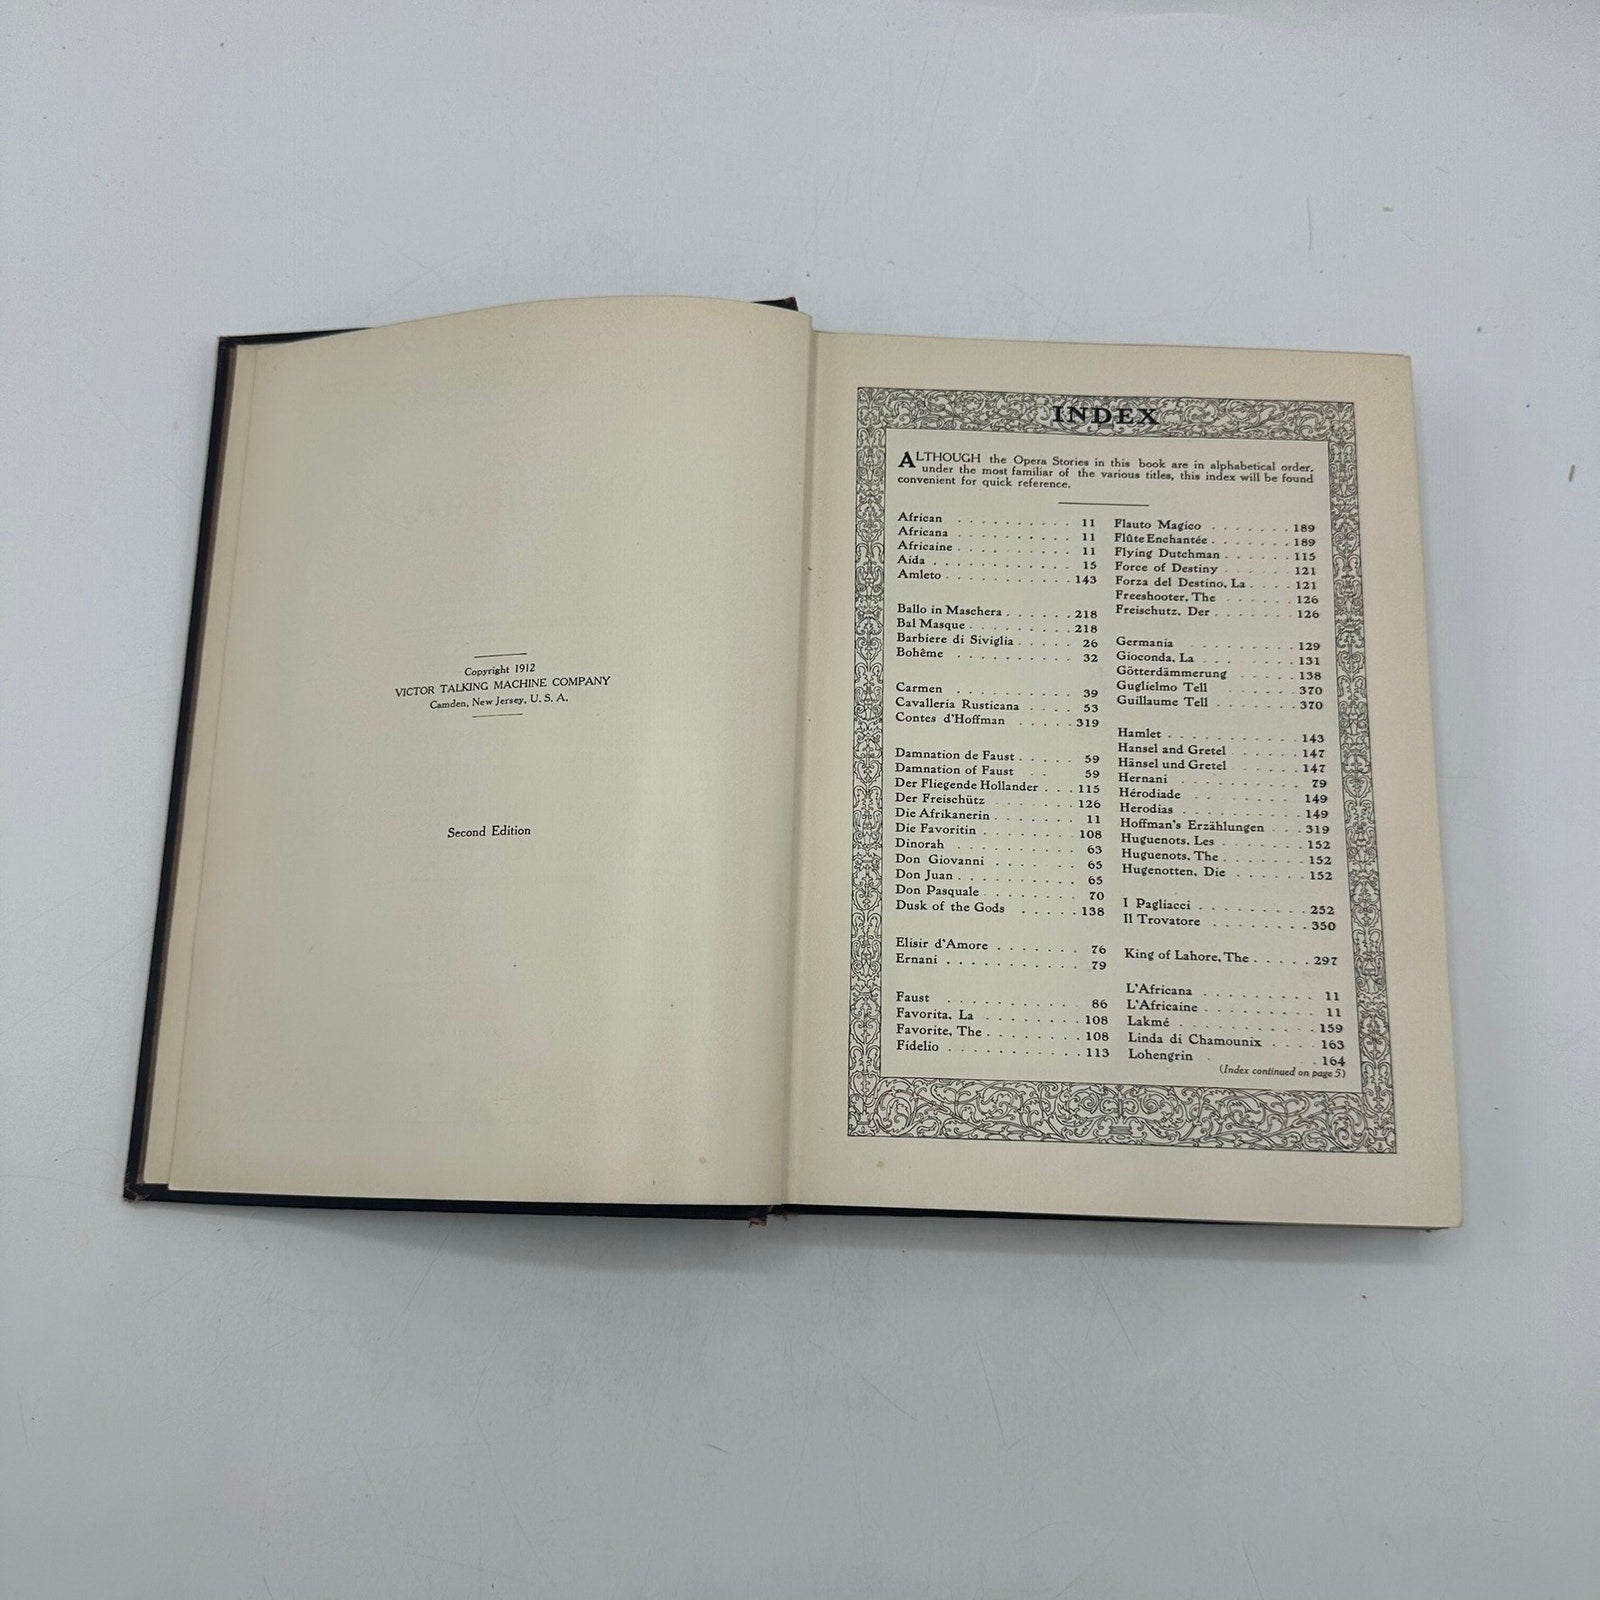 Copyright 1912
VICTOR TALKING MACHINE COMPANY
Camden, New Jersey, U. S. A.
Second Edition
INDEX
ALTHOUGH the Opera Stories in this book are in alphabetical order,
under the most familiar of the various titles, this index will be found
convenient for quick reference.
African . . . . . . . . . . 11
Africana . . . . . . . . . . 11
Africaine . . . . . . . . . . 11
Aida . . . . . . . . . . . . 15
Amleto . . . . . . . . . . . 143
Ballo in Maschera . . . . . . 218
Bal Masque . . . . . . . . . 218
Barbiere di Siviglia . . . . . 26
Bohême . . . . . . . . . . 32
Carmen . . . . . . . . . . 39
Cavalleria Rusticana . . . . 53
Contes d'Hoffman . . . . . 319
Damnation de Faust . . . . . 59
Damnation of Faust . . 59
Der Fliegende Hollander . . . 115
Der Freischütz . . . . . . . 126
Die Afrikanerin . . . . . . . 11
Die Favoritin . . . . . . . . 108
Dinorah . . . . . . . . . . 63
Don Giovanni . . . . . . . 65
Don Juan . . . . . . . . . . 65
Don Pasquale . . . . . . . 70
Dusk of the Gods . . . . . 138
Elisir d'Amore . . . . . . . 76
Ernani . . . . . . . . . . . 79
Faust . . . . . . . . . . . 86
Favorita, La . . . . . . . . 108
Favorite, The . . . . . . . . 108
Fidelio . . . . . . . . . . . 113
Flauto Magico . . . . . . . 189
Flûte Enchantée . . . . . . . 189
Flying Dutchman . . . . . . 115
Force of Destiny . . . . . 121
Forza del Destino, La . . . . 121
Freeshooter, The . . . . . . 126
Freischutz, Der . . . . . . . 126
Germania . . . . . . . . . 129
Gioconda, La . . . . 131
Götterdämmerung . . . . . 138
Guglielmo Tell . . . . . 370
Guillaume Tell . . . . . . . 370
Hamlet . . . . . . . . . . . 143
Hansel and Gretel . . . . . . 147
Hänsel und Gretel . . . . . . 147
Hernani . . . . . . . . . 79
Hérodiade . . . . . . . . 149
Herodias . . . . . . . . . 149
Hoffman's Erzählungen . . . 319
Huguenots, Les . . . . . . . 152
Huguenots, The . . . . . . . 152
Hugenotten, Die . . . . . . . 152
I Pagliacci . . . . . . . . . 252
Il Trovatore . . . . . . . . 350
King of Lahore, The . . . . . 297
L'Africana . . . . . . . . . 11
L'Africaine . . . . . . . . . 11
Lakmé . . . . . . . . . . . 159
Linda di Chamounix . . . . 163
Lohengrin . . 164
(Index continued on page 5)